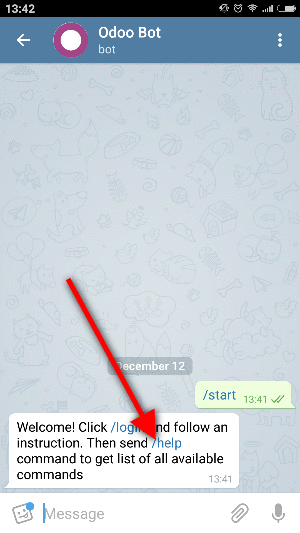 13:42
Odoo Bot
bot
December 12
/start 13:41
Welcome! Click /login and follow an
instruction. Then send /help
command to get list of all available
commands
13:41
Message